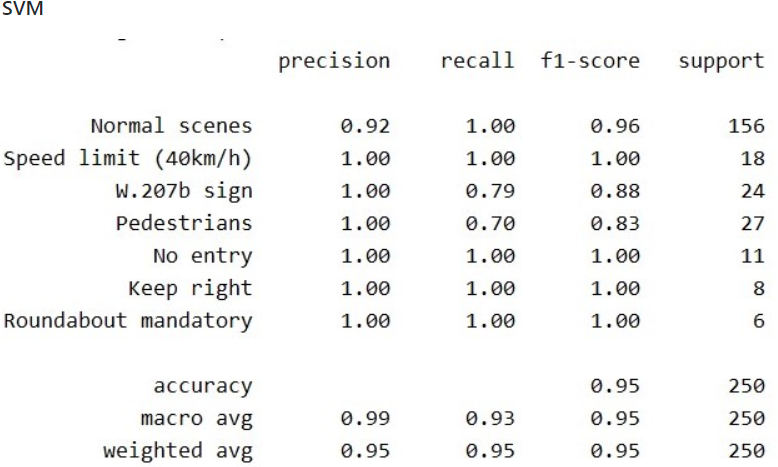 SVM
precision recall f1-score support
Normal scenes 0.92 1.00 0.96 156
Speed limit (40km/h) 1.00 1.00 1.00 18
W.207b sign 1.00 0.79 0.88 24
Pedestrians 1.00 0.70 0.83 27
No entry 1.00 1.00 1.00 11
Keep right 1.00 1.00 1.00 8
Roundabout mandatory 1.00 1.00 1.00 6
accuracy 0.95 250
macro avg 0.99 0.93 0.95 250
weighted avg 0.95 0.95 0.95 250